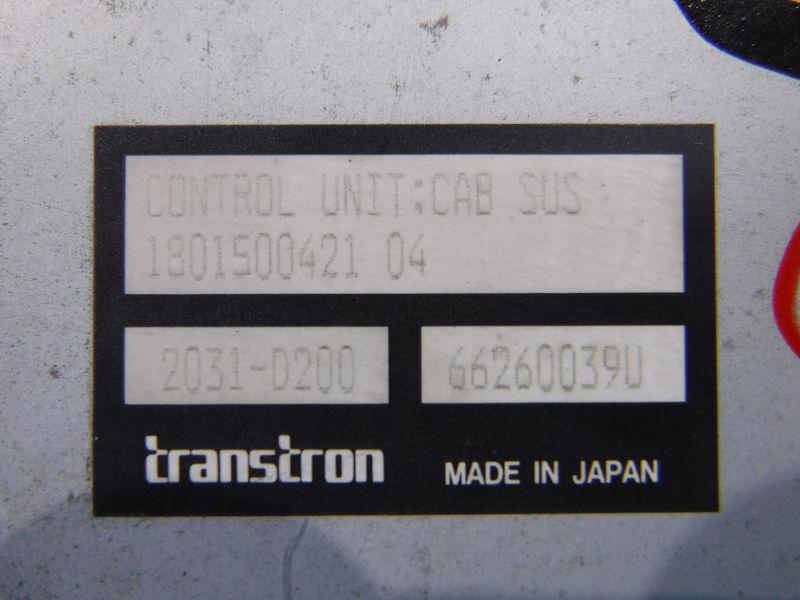 CONTROL UNIT;CAB SUS
1801500421 04
2031-D200
66260039U
transtron
MADE IN JAPAN